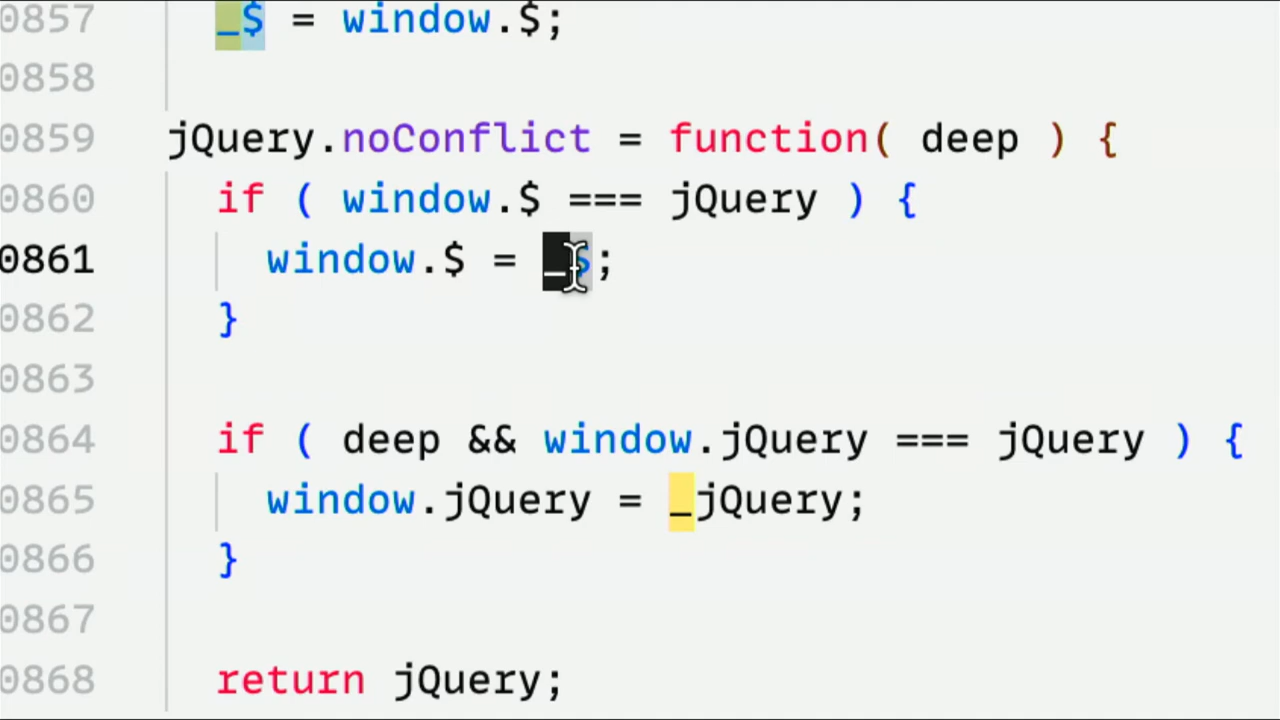 0857 _$ = window.$;
0858
0859 jQuery.noConflict = function( deep ) {
0860 if ( window.$ === jQuery ) {
0861 window.$ = _$;
0862 }
0863
0864 if ( deep && window.jQuery === jQuery ) {
0865 window.jQuery = _jQuery;
0866 }
0867
0868 return jQuery;